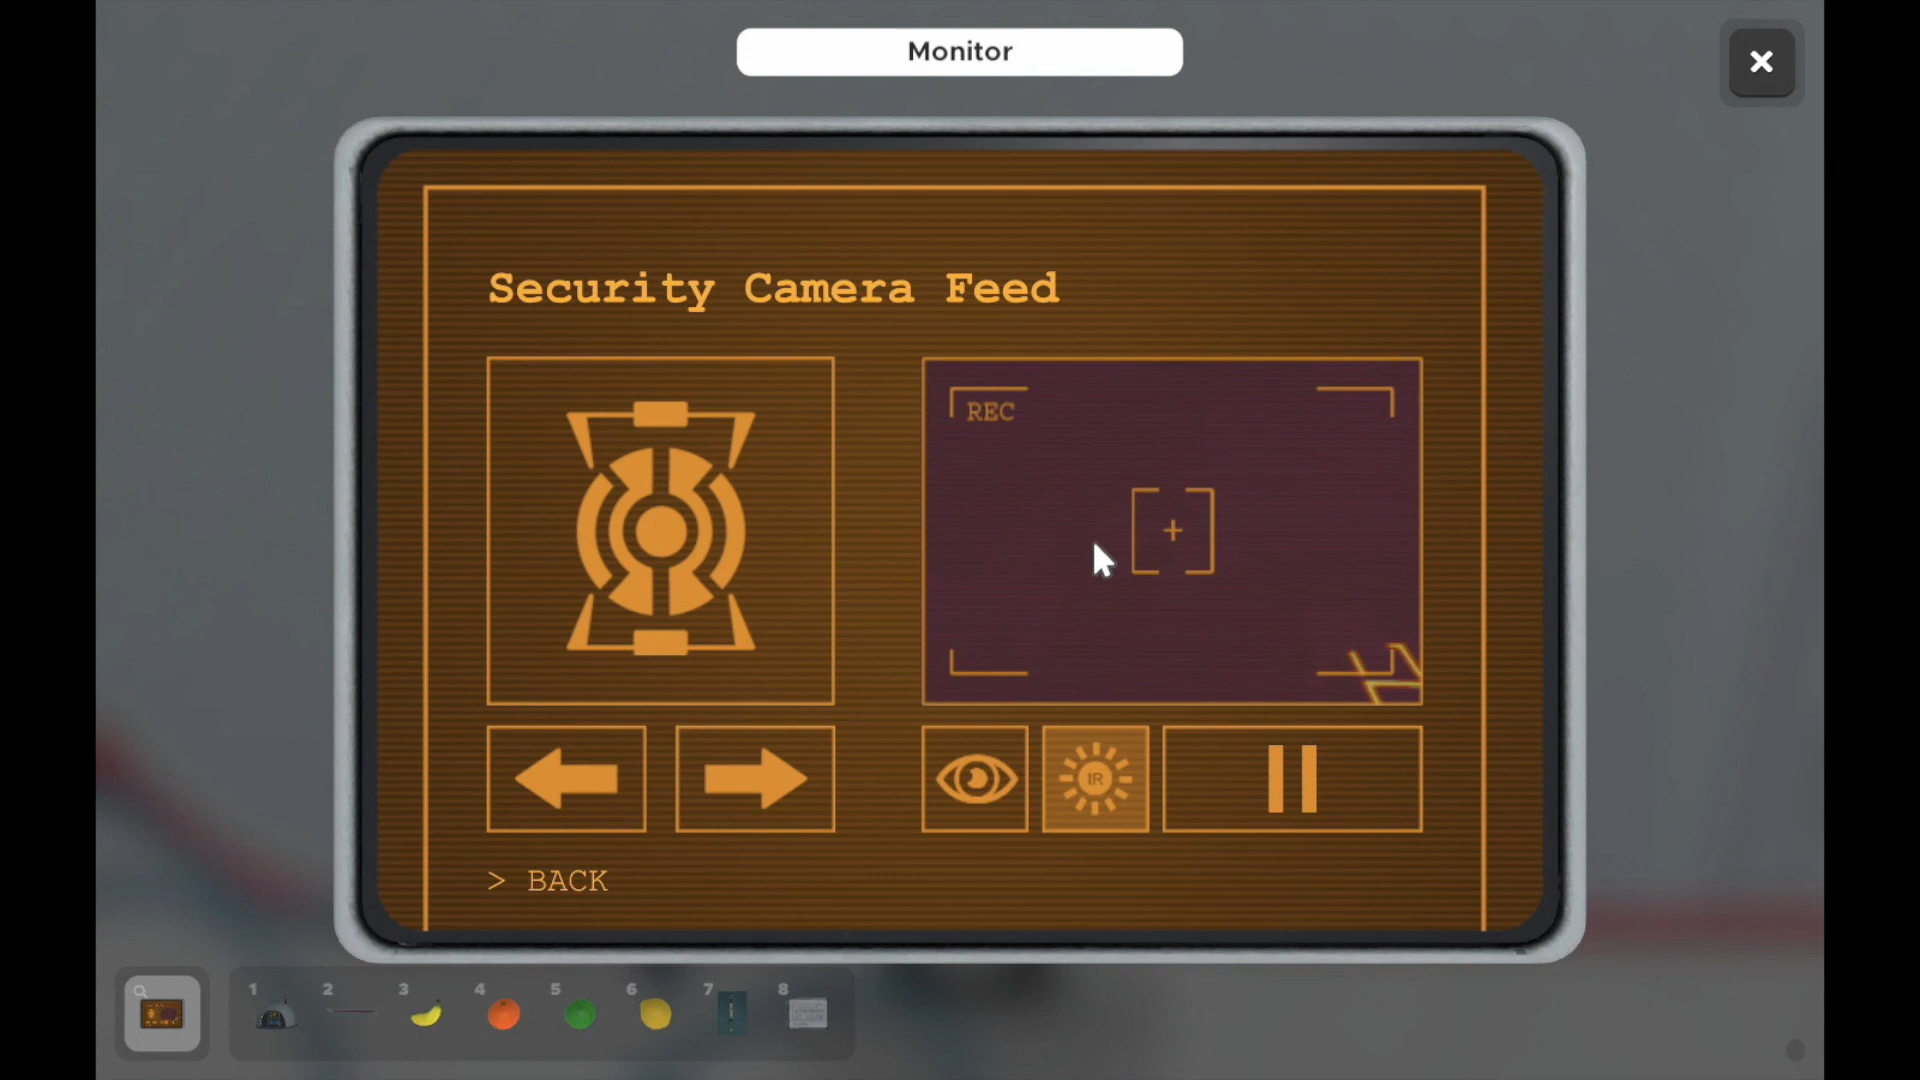 Monitor
Security Camera Feed
REC
IR
> BACK
1 2 3 4 5 6 7 8